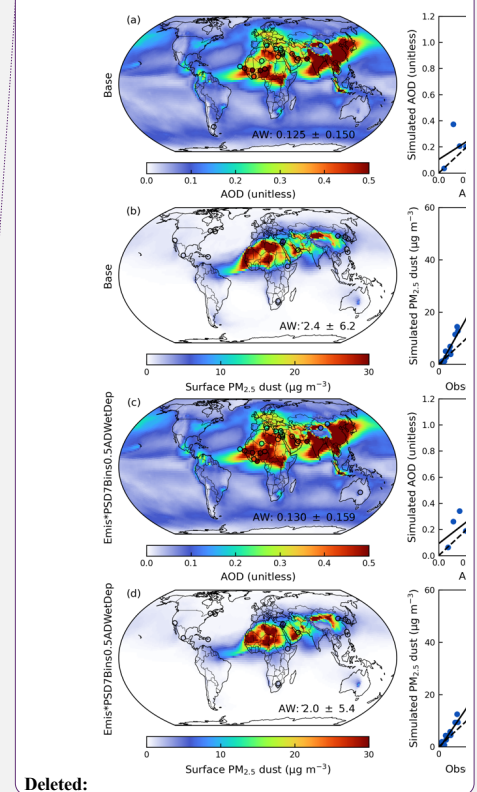 (a)
Base
AW: 0.125 ± 0.150
0.0 0.1 0.2 0.3 0.4 0.5
AOD (unitless)
Simulated AOD (unitless)
1.2
1.0
0.8
0.6
0.4
0.2
0.0
0.0
A
(b)
Base
AW: 2.4 ± 6.2
0 10 20 30
Surface PM2.5 dust (μg m−3)
Simulated PM2.5 dust (μg m−3)
60
40
20
0
0
Obs
(c)
Emis*PSD7Bins0.5ADWetDep
AW: 0.130 ± 0.159
0.0 0.1 0.2 0.3 0.4 0.5
AOD (unitless)
Simulated AOD (unitless)
1.2
1.0
0.8
0.6
0.4
0.2
0.0
0.0
A
(d)
Emis*PSD7Bins0.5ADWetDep
AW: 2.0 ± 5.4
0 10 20 30
Surface PM2.5 dust (μg m−3)
Simulated PM2.5 dust (μg m−3)
60
40
20
0
0
Obs
Deleted: